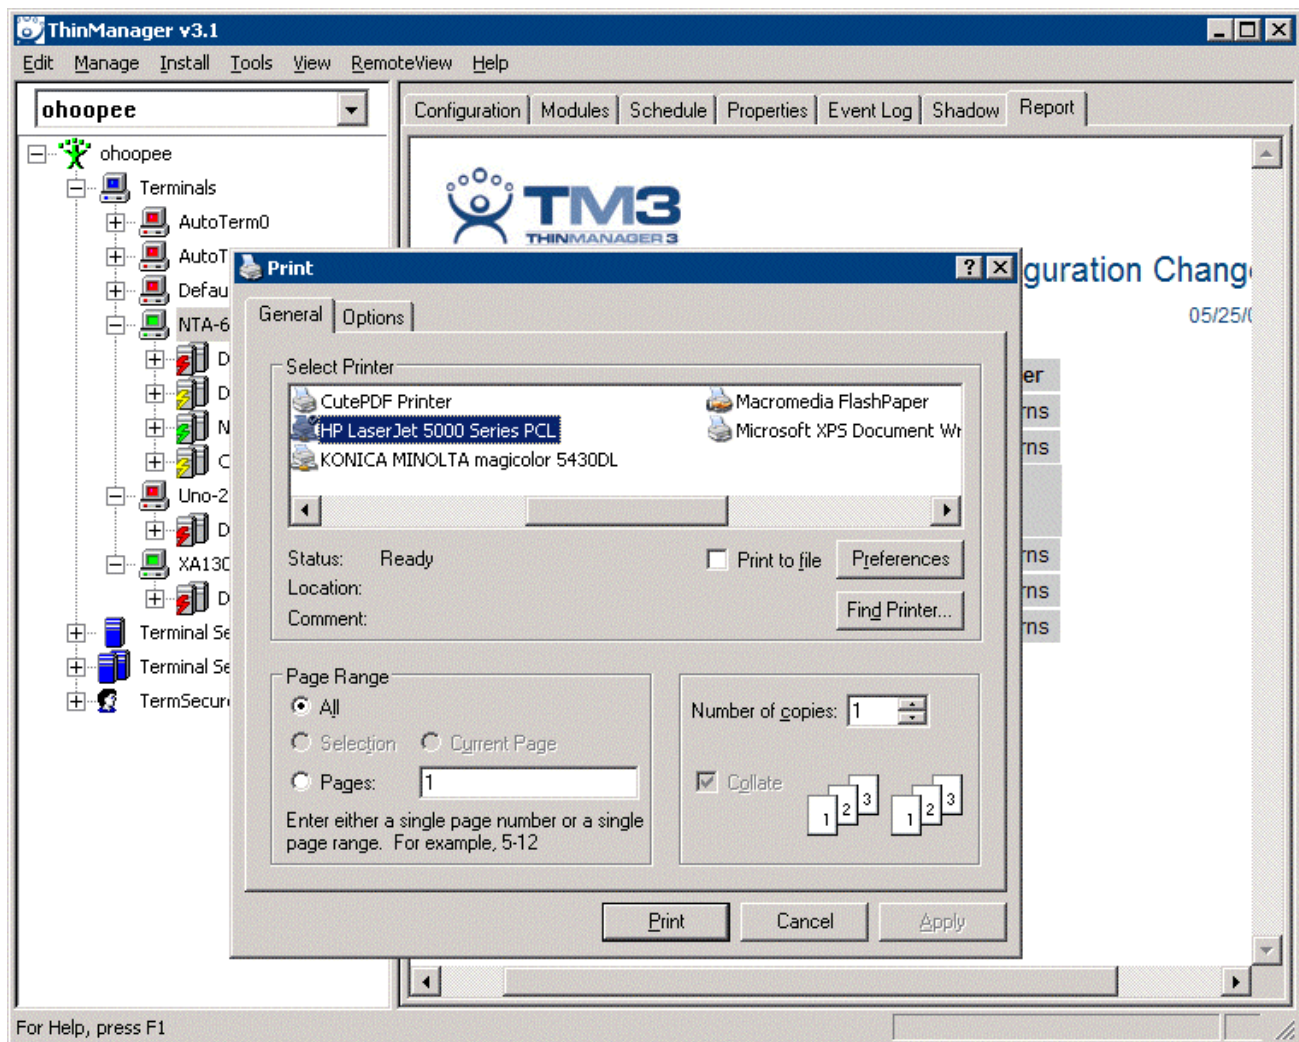 ThinManager v3.1
Edit Manage Install Tools View RemoteView Help
ohoopee
Configuration Modules Schedule Properties Event Log Shadow Report
ohoopee
Terminals
AutoTerm0
AutoT
Defau
NTA-6
D
D
N
C
Uno-2
D
XA130
D
Terminal Se
Terminal Se
TermSecur
TM3
THINMANAGER 3
guration Chang
05/25/0
er
rns
rns
rns
rns
rns
Print
General Options
Select Printer
CutePDF Printer
HP LaserJet 5000 Series PCL
KONICA MINOLTA magicolor 5430DL
Macromedia FlashPaper
Microsoft XPS Document Wr
Status: Ready
Location:
Comment:
Print to file
Preferences
Find Printer...
Page Range
All
Selection Current Page
Pages: 1
Enter either a single page number or a single
page range. For example, 5-12
Number of copies: 1
Collate
1 2 3 1 2 3
Print Cancel Apply
For Help, press F1